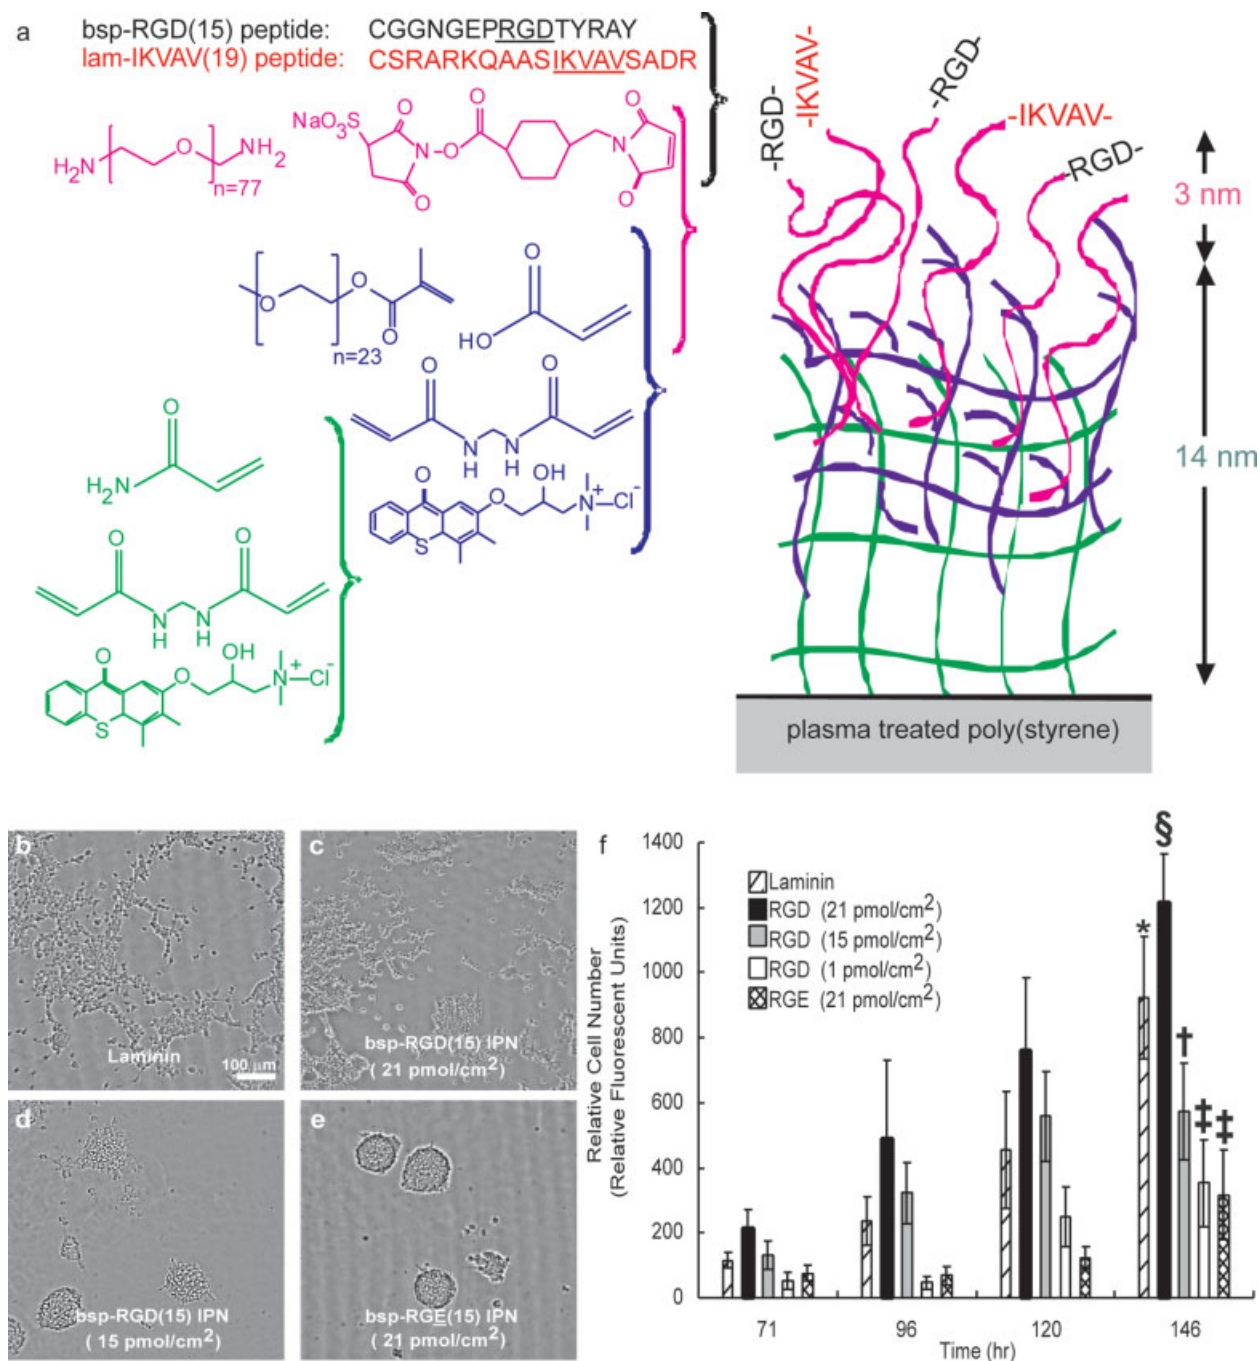 a
bsp-RGD(15) peptide: CGGNGEPRGDTYRAY
lam-IKVAV(19) peptide: CSRARKQAASIKVAVSADR
-RGD-
-IKVAV-
-RGD-
-IKVAV-
-RGD-
H2N
O
NH2
n=77
NaO3S
O
O
N
O
O
O
N
O
3 nm
O
O
O
n=23
HO
O
O
O
N
H
N
H
14 nm
O
H2N
O
S
O
OH
N
+
Cl-
O
O
N
H
N
H
O
S
O
OH
N
+
Cl-
plasma treated poly(styrene)
b
Laminin
100 µm
c
bsp-RGD(15) IPN
( 21 pmol/cm2)
d
bsp-RGD(15) IPN
( 15 pmol/cm2)
e
bsp-RGE(15) IPN
( 21 pmol/cm2)
f
Relative Cell Number
(Relative Fluorescent Units)
1400
1200
1000
800
600
400
200
0
Laminin
RGD (21 pmol/cm2)
RGD (15 pmol/cm2)
RGD (1 pmol/cm2)
RGE (21 pmol/cm2)
*
§
†
‡
‡
71 96 120 146
Time (hr)